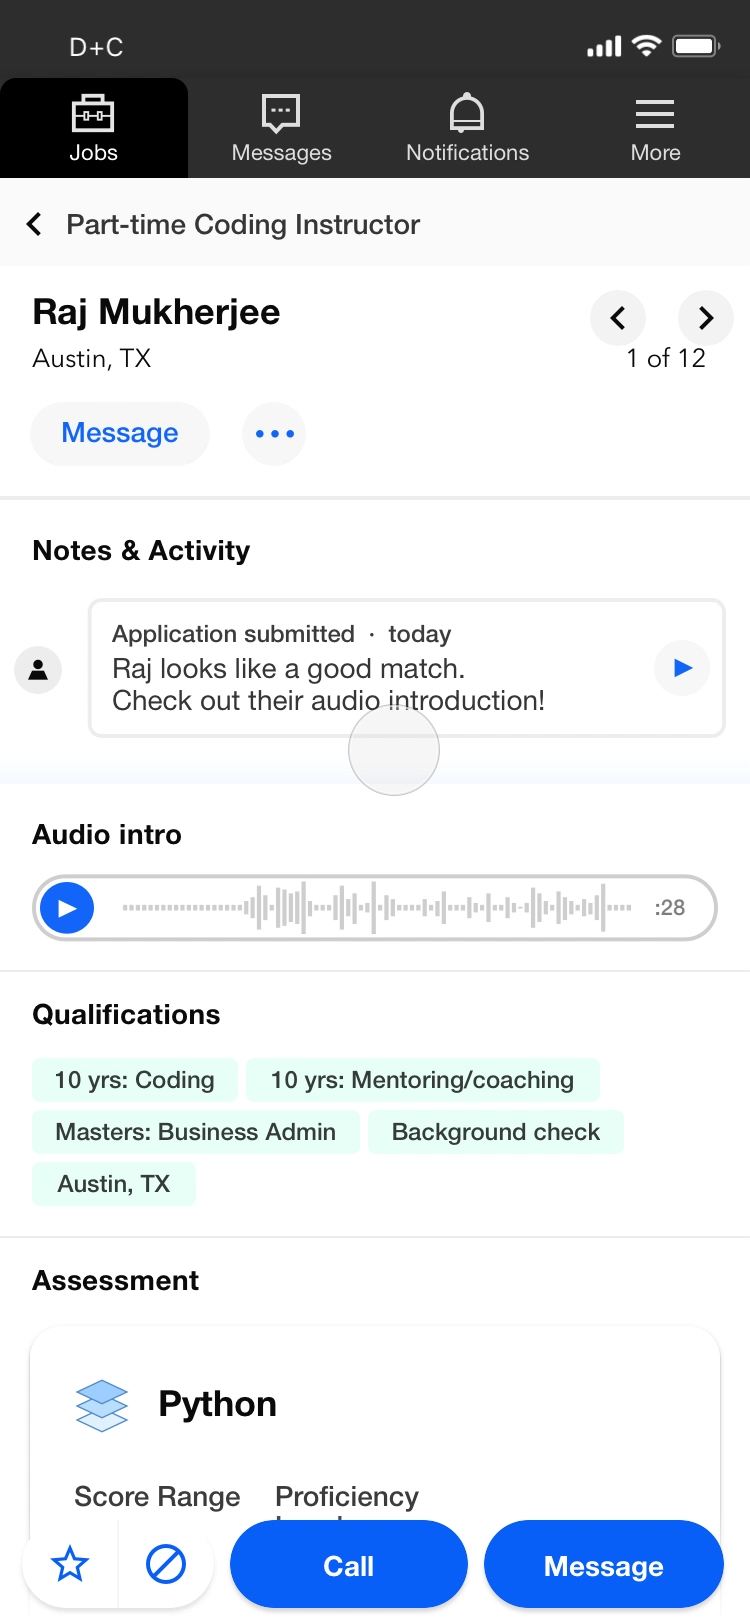 D+C
Jobs
Messages
Notifications
More
Part-time Coding Instructor
Raj Mukherjee
Austin, TX
1 of 12
Message
Notes & Activity
Application submitted · today
Raj looks like a good match.
Check out their audio introduction!
Audio intro
:28
Qualifications
10 yrs: Coding
10 yrs: Mentoring/coaching
Masters: Business Admin
Background check
Austin, TX
Assessment
Python
Score Range
Proficiency
Call
Message